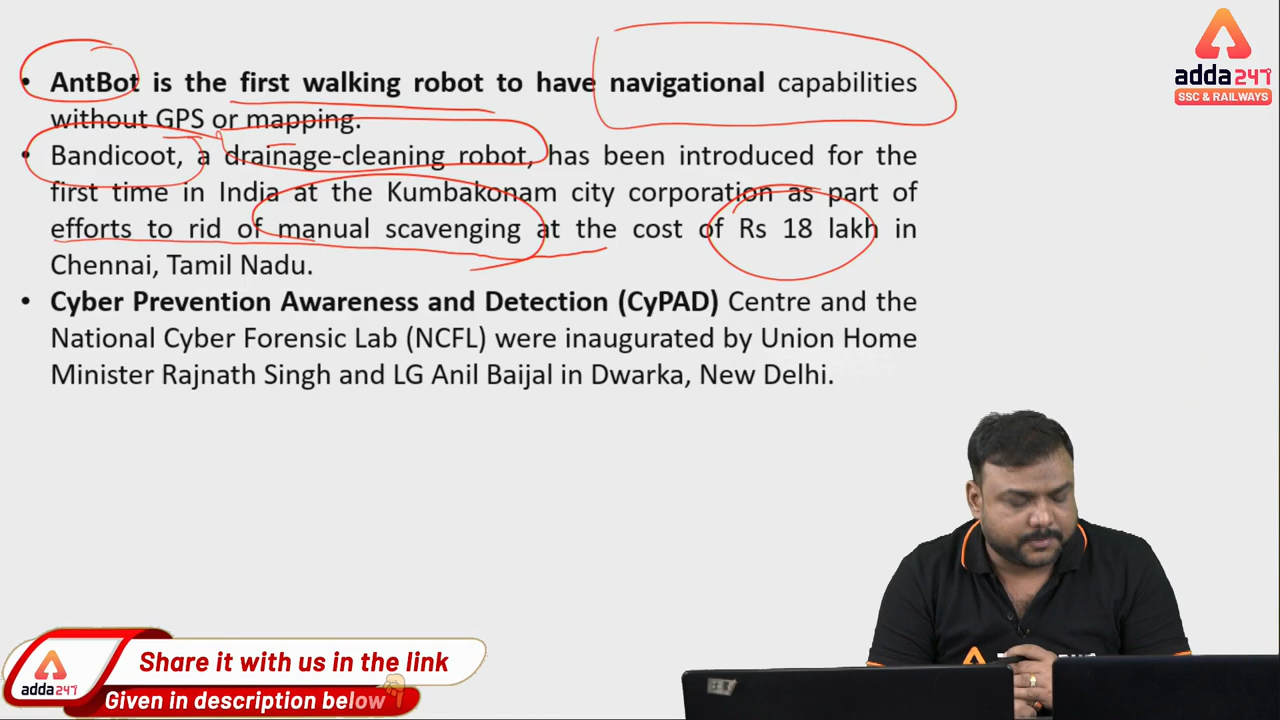 • AntBot is the first walking robot to have navigational capabilities
without GPS or mapping.
• Bandicoot, a drainage-cleaning robot, has been introduced for the
first time in India at the Kumbakonam city corporation as part of
efforts to rid of manual scavenging at the cost of Rs 18 lakh in
Chennai, Tamil Nadu.
• Cyber Prevention Awareness and Detection (CyPAD) Centre and the
National Cyber Forensic Lab (NCFL) were inaugurated by Union Home
Minister Rajnath Singh and LG Anil Baijal in Dwarka, New Delhi.
adda247
SSC & RAILWAYS
Share it with us in the link
adda247
Given in description below